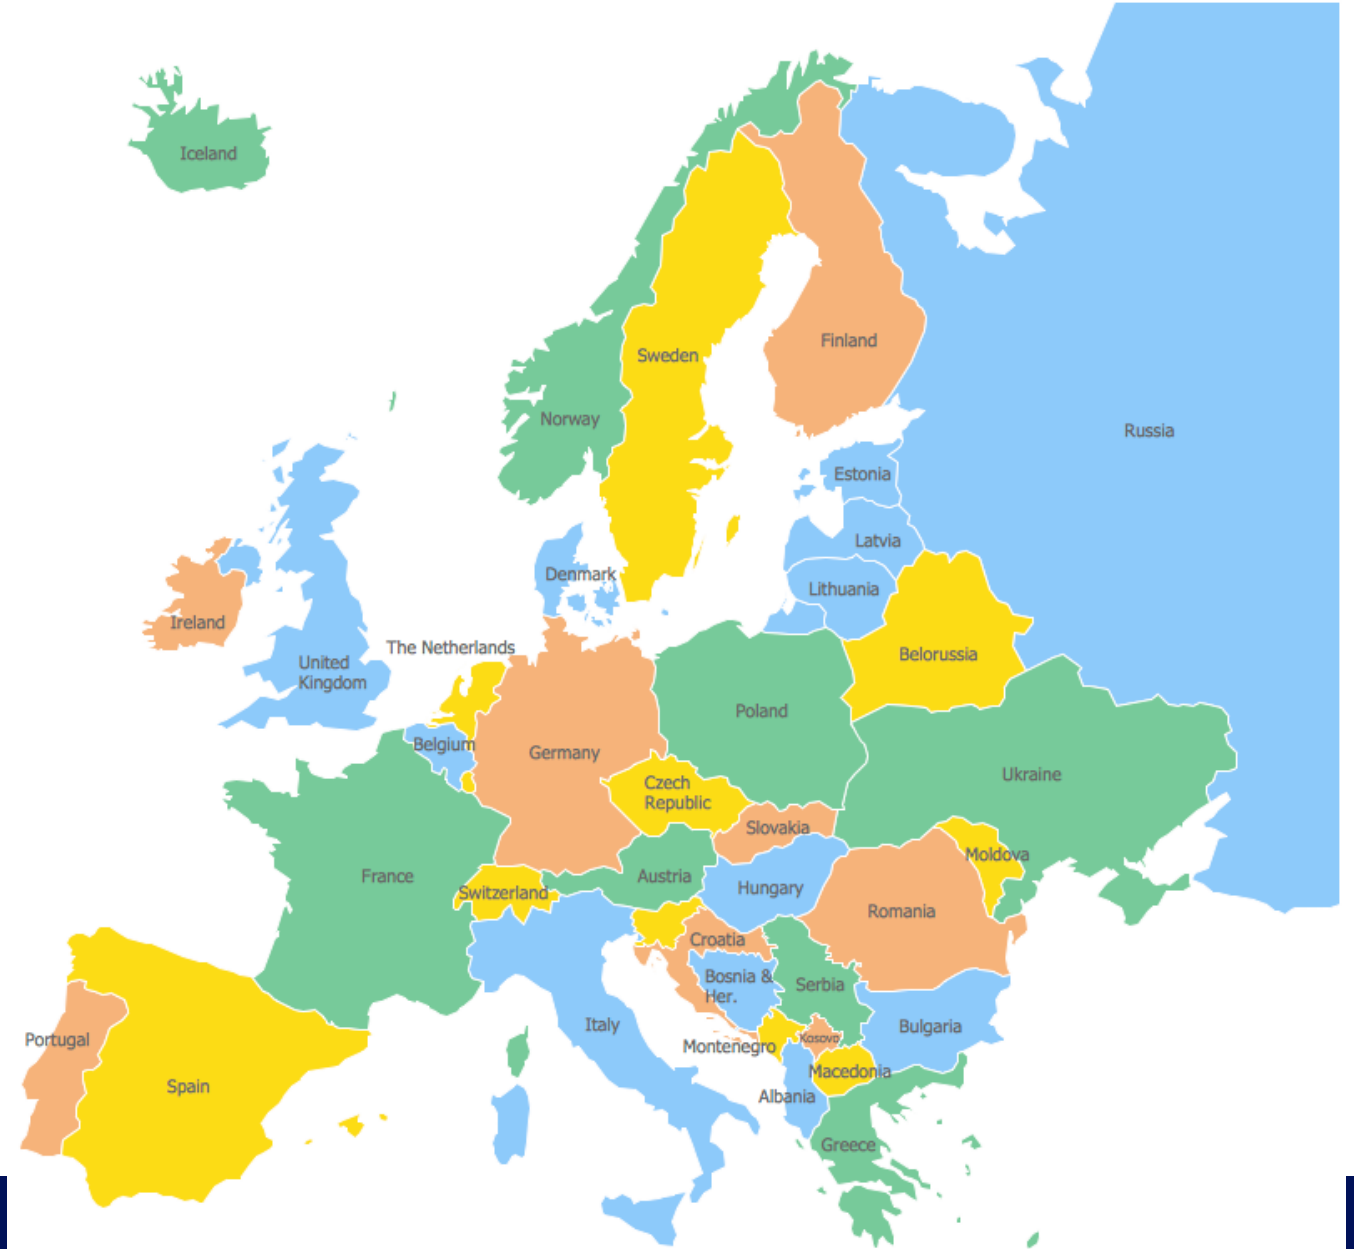 Iceland
Finland
Sweden
Norway
Russia
Estonia
Latvia
Denmark
Lithuania
Ireland
The Netherlands
Belorussia
United
Kingdom
Poland
Belgium
Germany
Ukraine
Czech
Republic
Slovakia
Moldova
France
Austria
Switzerland
Hungary
Romania
Croatia
Bosnia &
Her.
Serbia
Italy
Bulgaria
Portugal
Kosovo
Montenegro
Macedonia
Spain
Albania
Greece